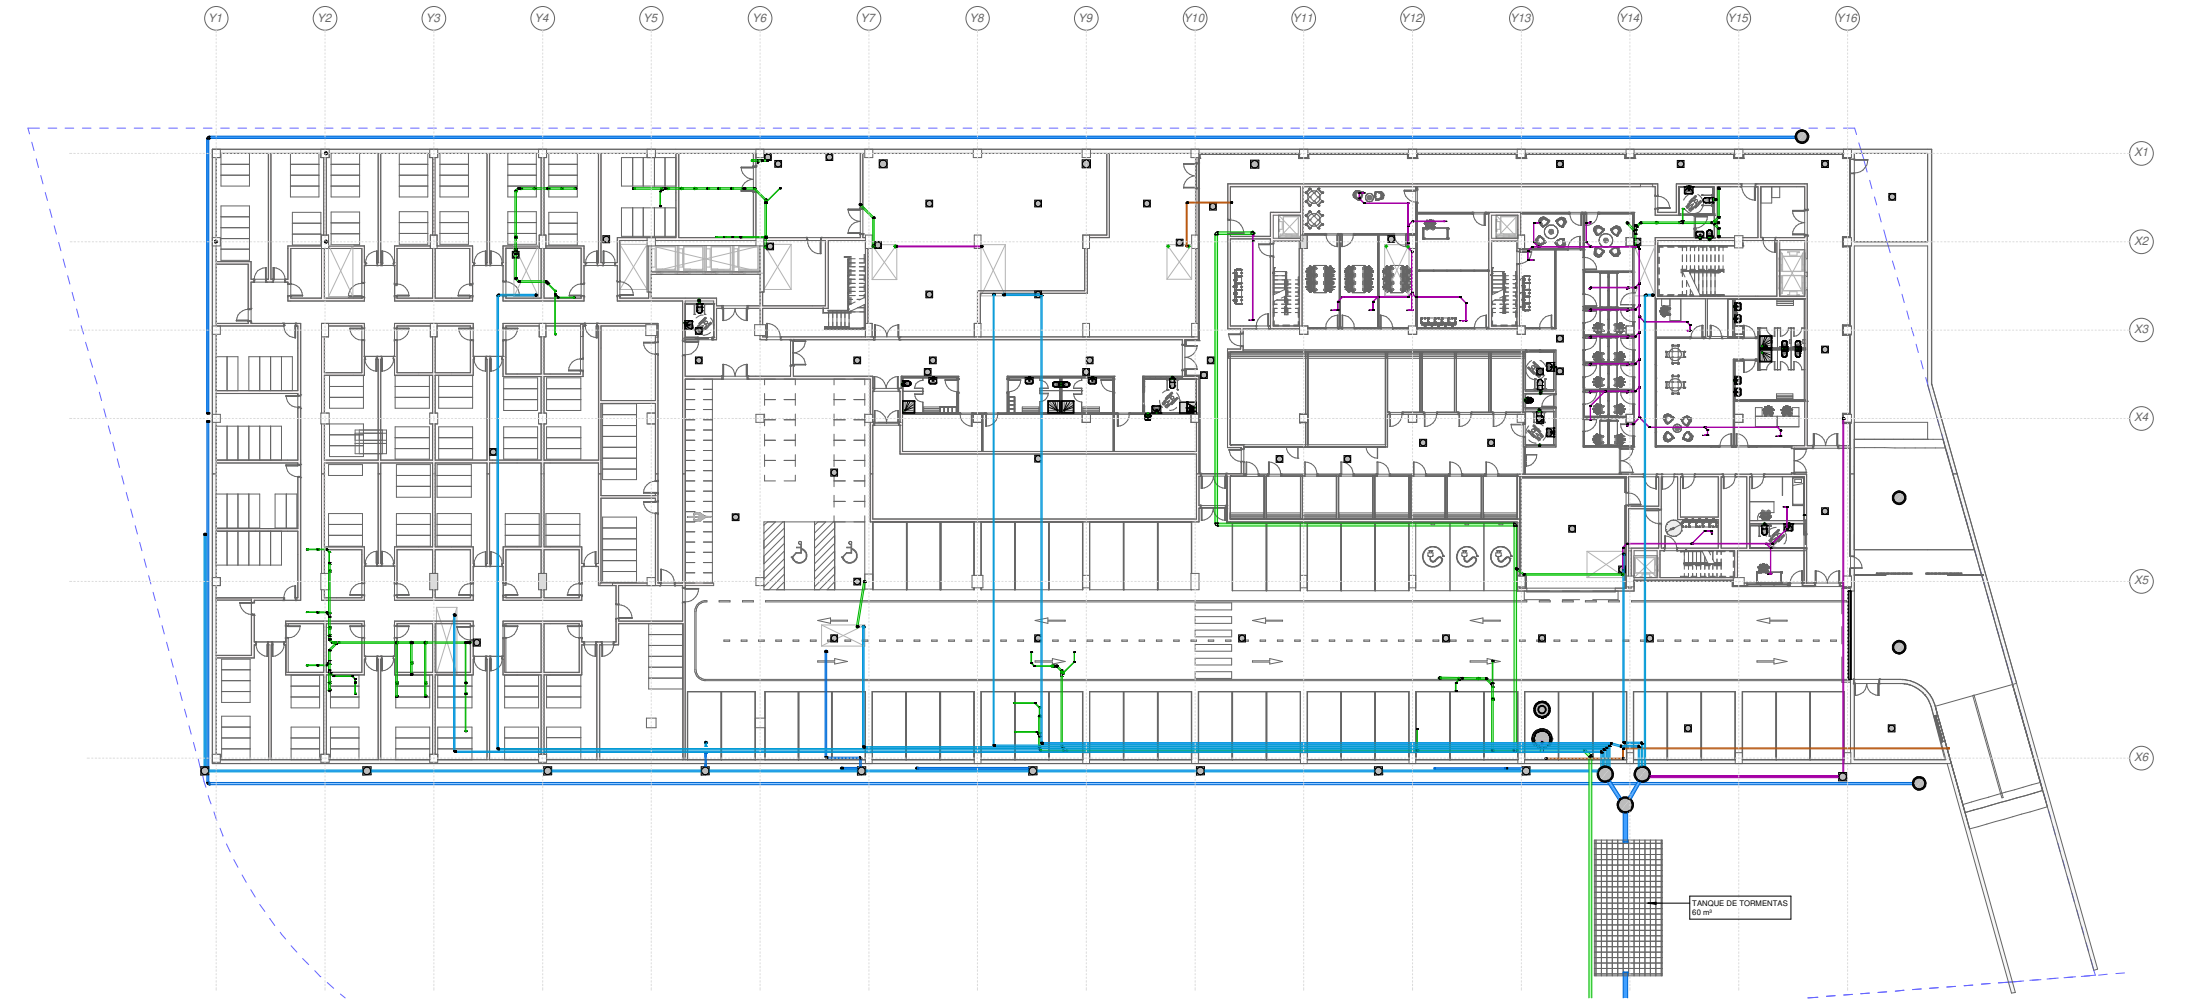 Y1 Y2 Y3 Y4 Y5 Y6 Y7 Y8 Y9 Y10 Y11 Y12 Y13 Y14 Y15 Y16
X1
X2
X3
X4
X5
X6
TANQUE DE TORMENTAS
60 m³